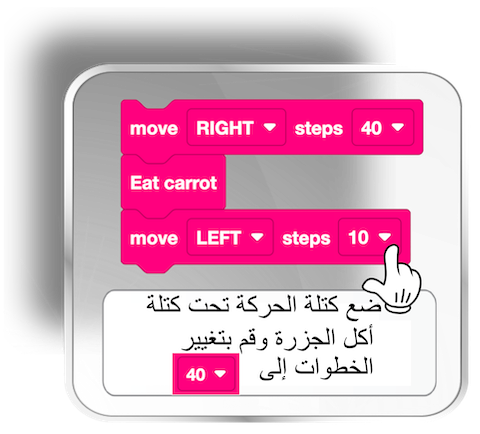 move RIGHT steps 40
Eat carrot
move LEFT steps 10
ضع كتلة الحركة تحت كتلة
أكل الجزرة وقم بتغيير
الخطوات إلى 40